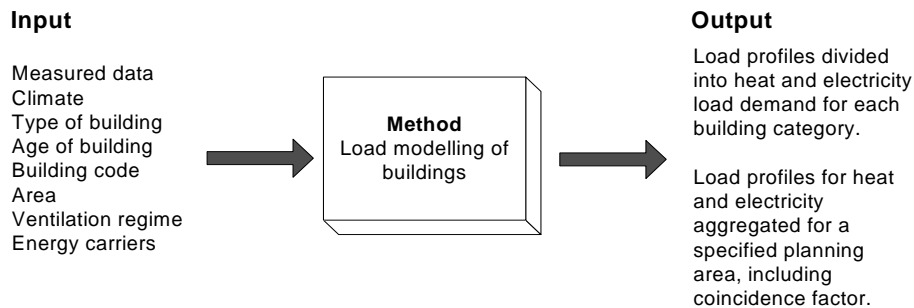 Input
Measured data
Climate
Type of building
Age of building
Building code
Area
Ventilation regime
Energy carriers
Method
Load modelling of
buildings
Output
Load profiles divided
into heat and electricity
load demand for each
building category.
Load profiles for heat
and electricity
aggregated for a
specified planning
area, including
coincidence factor.